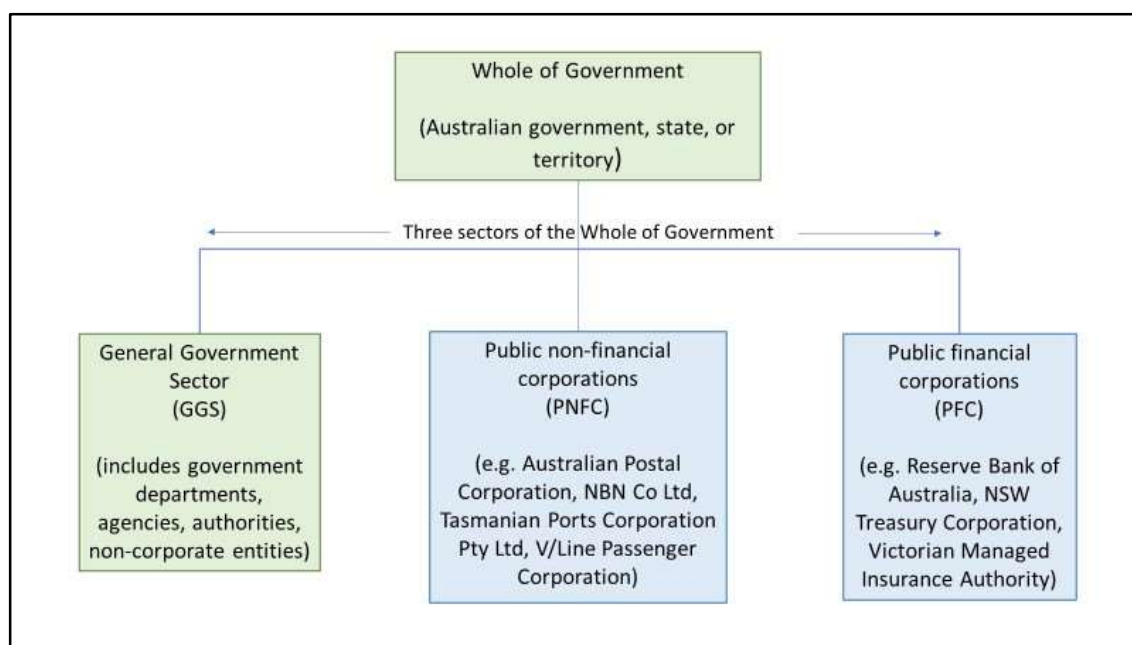 Whole of Government
(Australian government, state, or
territory)
Three sectors of the Whole of Government
General Government
Sector
(GGS)
(includes government
departments,
agencies, authorities,
non-corporate entities)
Public non-financial
corporations
(PNFC)
(e.g. Australian Postal
Corporation, NBN Co Ltd,
Tasmanian Ports Corporation
Pty Ltd, V/Line Passenger
Corporation)
Public financial
corporations
(PFC)
(e.g. Reserve Bank of
Australia, NSW
Treasury Corporation,
Victorian Managed
Insurance Authority)